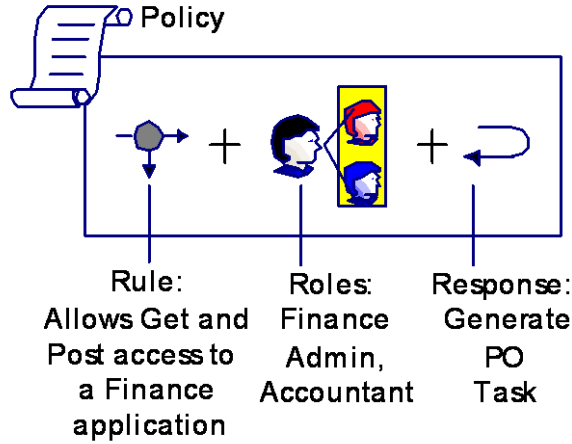 Policy
Rule:
Allows Get and
Post access to
a Finance
application
Roles:
Finance
Admin,
Accountant
Response:
Generate
PO
Task